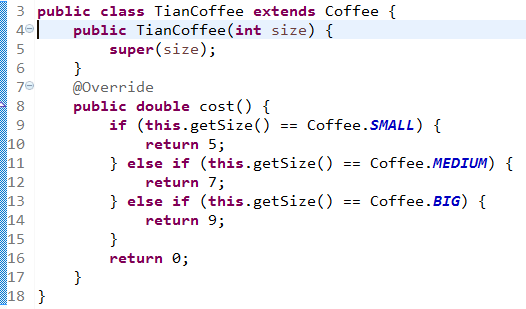 3 public class TianCoffee extends Coffee {
4 public TianCoffee(int size) {
5 super(size);
6 }
7 @Override
8 public double cost() {
9 if (this.getSize() == Coffee.SMALL) {
10 return 5;
11 } else if (this.getSize() == Coffee.MEDIUM) {
12 return 7;
13 } else if (this.getSize() == Coffee.BIG) {
14 return 9;
15 }
16 return 0;
17 }
18 }